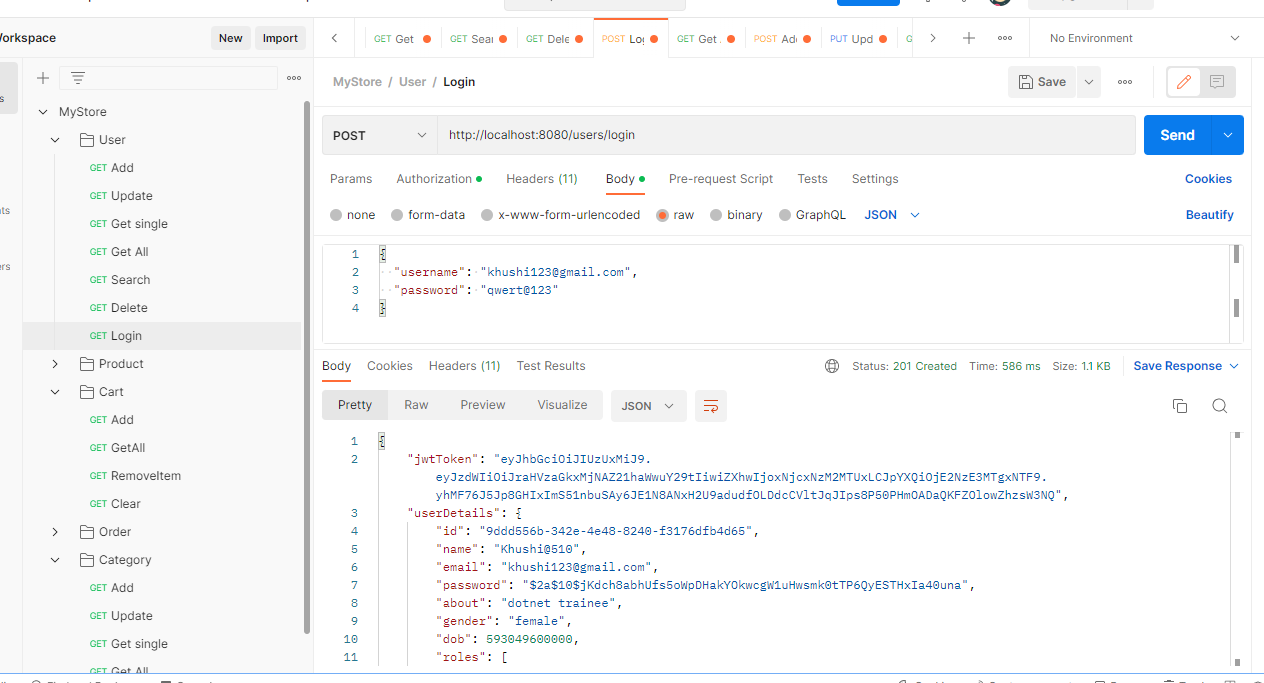 orkspace
New
Import
GET Get
GET Sear
GET Dele
POST Lo
GET Get
POST Add
PUT Upd
No Environment
MyStore / User / Login
Save
MyStore
User
GET Add
GET Update
GET Get single
GET Get All
GET Search
GET Delete
GET Login
Product
Cart
GET Add
GET GetAll
GET RemoveItem
GET Clear
Order
Category
GET Add
GET Update
GET Get single
GET Get All
POST
http://localhost:8080/users/login
Send
Params Authorization Headers (11) Body Pre-request Script Tests Settings
Cookies
none form-data x-www-form-urlencoded raw binary GraphQL JSON
Beautify
1 {
2 "username": "khushi123@gmail.com",
3 "password": "qwert@123"
4 }
Body Cookies Headers (11) Test Results
Status: 201 Created Time: 586 ms Size: 1.1 KB
Save Response
Pretty Raw Preview Visualize JSON
1 {
2 "jwtToken": "eyJhbGciOiJIUzUxMiJ9.
eyJzdWIiOiJraHVzaGkxMjNAZ21haWwuY29tIiwiZXhwIjoxNjcxNzM2MTUxLCJpYXQiOjE2NzE3MTgxNTF9.
yhMF76J5Jp8GHIxImS51nbuSAy6JE1N8ANxH2U9adudfOLDdcCVltJqJIps8P50PHmOADaQKFZOlowZhzsW3NQ",
3 "userDetails": {
4 "id": "9ddd556b-342e-4e48-8240-f3176dfb4d65",
5 "name": "Khushi@510",
6 "email": "khushi123@gmail.com",
7 "password": "$2a$10$jKdch8abhUfs5oWpDHakYOkwcgW1uHwsmk0tTP6QyESTHxIa40una",
8 "about": "dotnet trainee",
9 "gender": "female",
10 "dob": 593049600000,
11 "roles": [